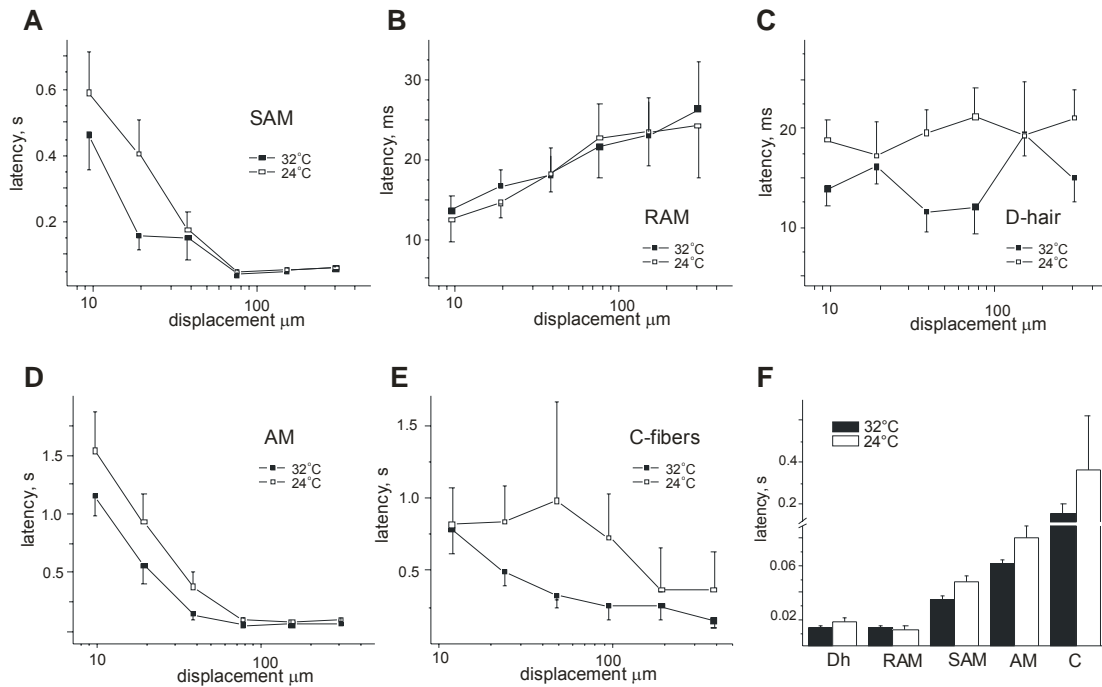 A
latency, s
0.6
0.4
0.2
SAM
32°C
24°C
10
100
displacement µm
B
latency, ms
30
20
10
RAM
32°C
24°C
10
100
displacement µm
C
latency, ms
20
10
D-hair
32°C
24°C
10
100
displacement µm
D
latency, s
1.5
1.0
0.5
AM
32°C
24°C
10
100
displacement µm
E
latency, s
1.5
1.0
0.5
C-fibers
32°C
24°C
10
100
displacement µm
F
latency, s
32°C
24°C
0.4
0.2
0.06
0.02
Dh
RAM
SAM
AM
C